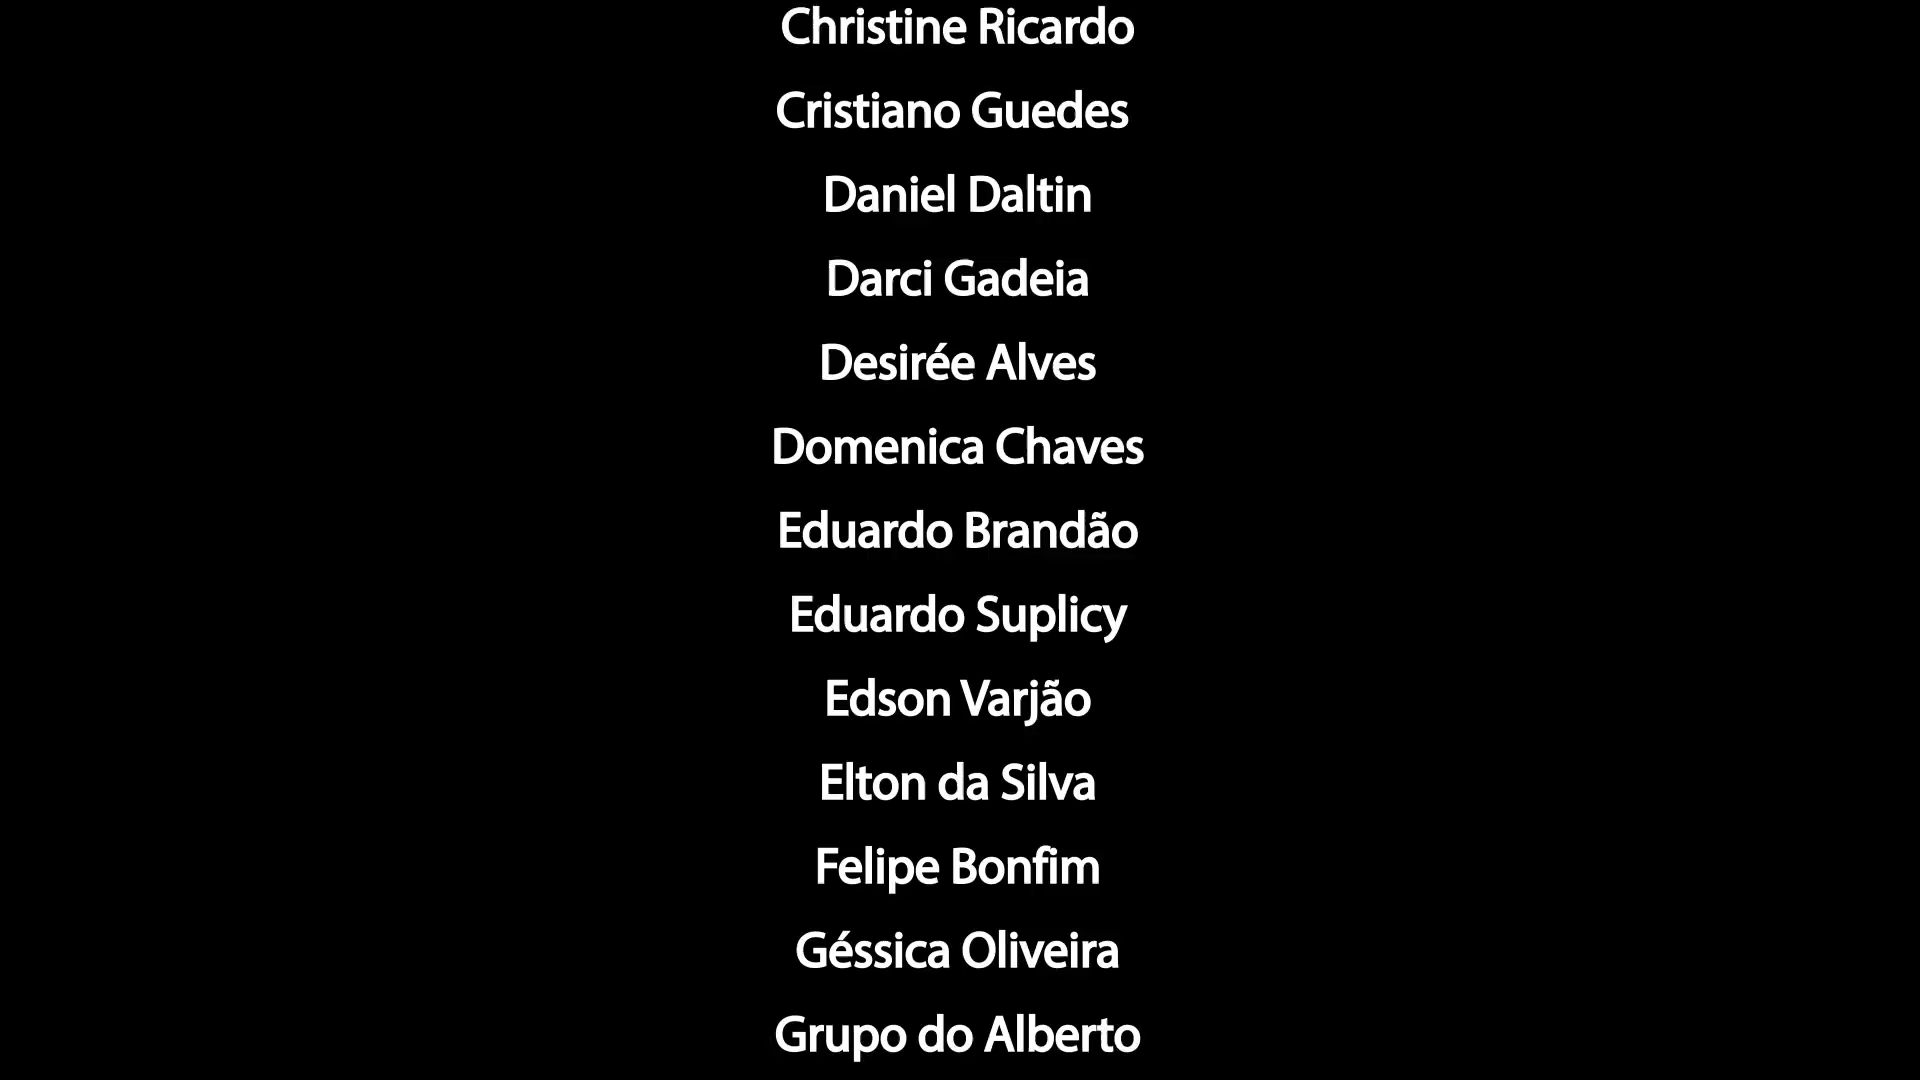 Christine Ricardo
Cristiano Guedes
Daniel Daltin
Darci Gadeia
Desirée Alves
Domenica Chaves
Eduardo Brandão
Eduardo Suplicy
Edson Varjão
Elton da Silva
Felipe Bonfim
Géssica Oliveira
Grupo do Alberto